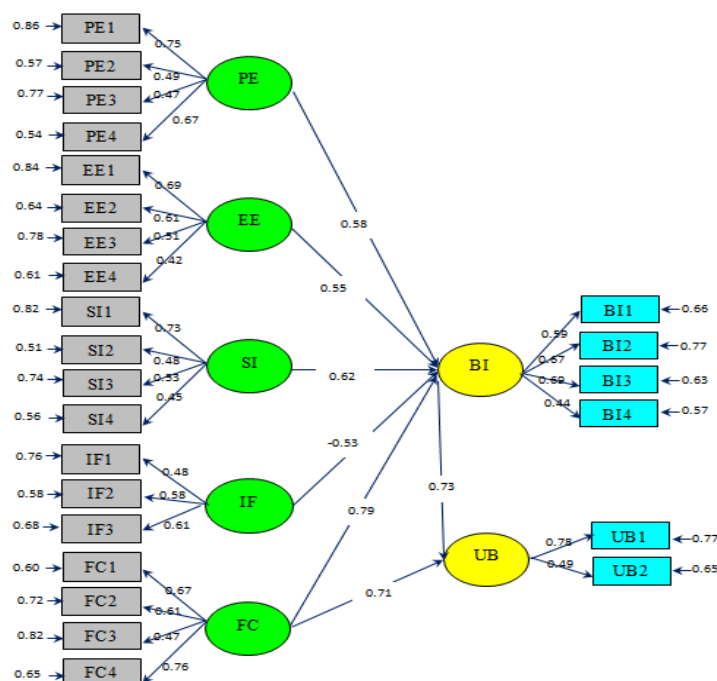 0.86 PE1 0.75
0.57 PE2 0.49 PE
0.77 PE3 0.47
0.54 PE4 0.67
0.84 EE1 0.69
0.64 EE2 0.61 EE 0.58
0.78 EE3 0.51
0.61 EE4 0.42 0.55
0.82 SI1 0.73 BI1 0.66
0.51 SI2 0.48 SI BI 0.59 BI2 0.77
0.74 SI3 0.53 0.62 0.67 BI3 0.63
0.56 SI4 0.45 0.69 BI4 0.57
0.44
0.76 IF1 0.48 -0.53
0.58 IF2 0.58 IF 0.73
0.68 IF3 0.61 0.79
0.60 FC1 0.67 UB 0.78 UB1 0.77
0.72 FC2 0.61 0.71 0.49 UB2 0.65
0.82 FC3 0.47 FC
0.65 FC4 0.76